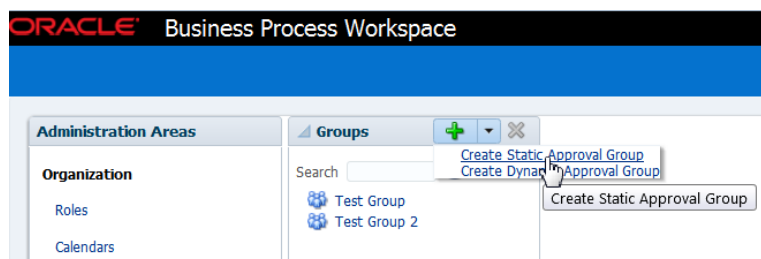 ORACLE Business Process Workspace
Administration Areas
Groups
Create Static Approval Group
Create Dynamic Approval Group
Organization
Search
Test Group
Create Static Approval Group
Roles
Test Group 2
Calendars